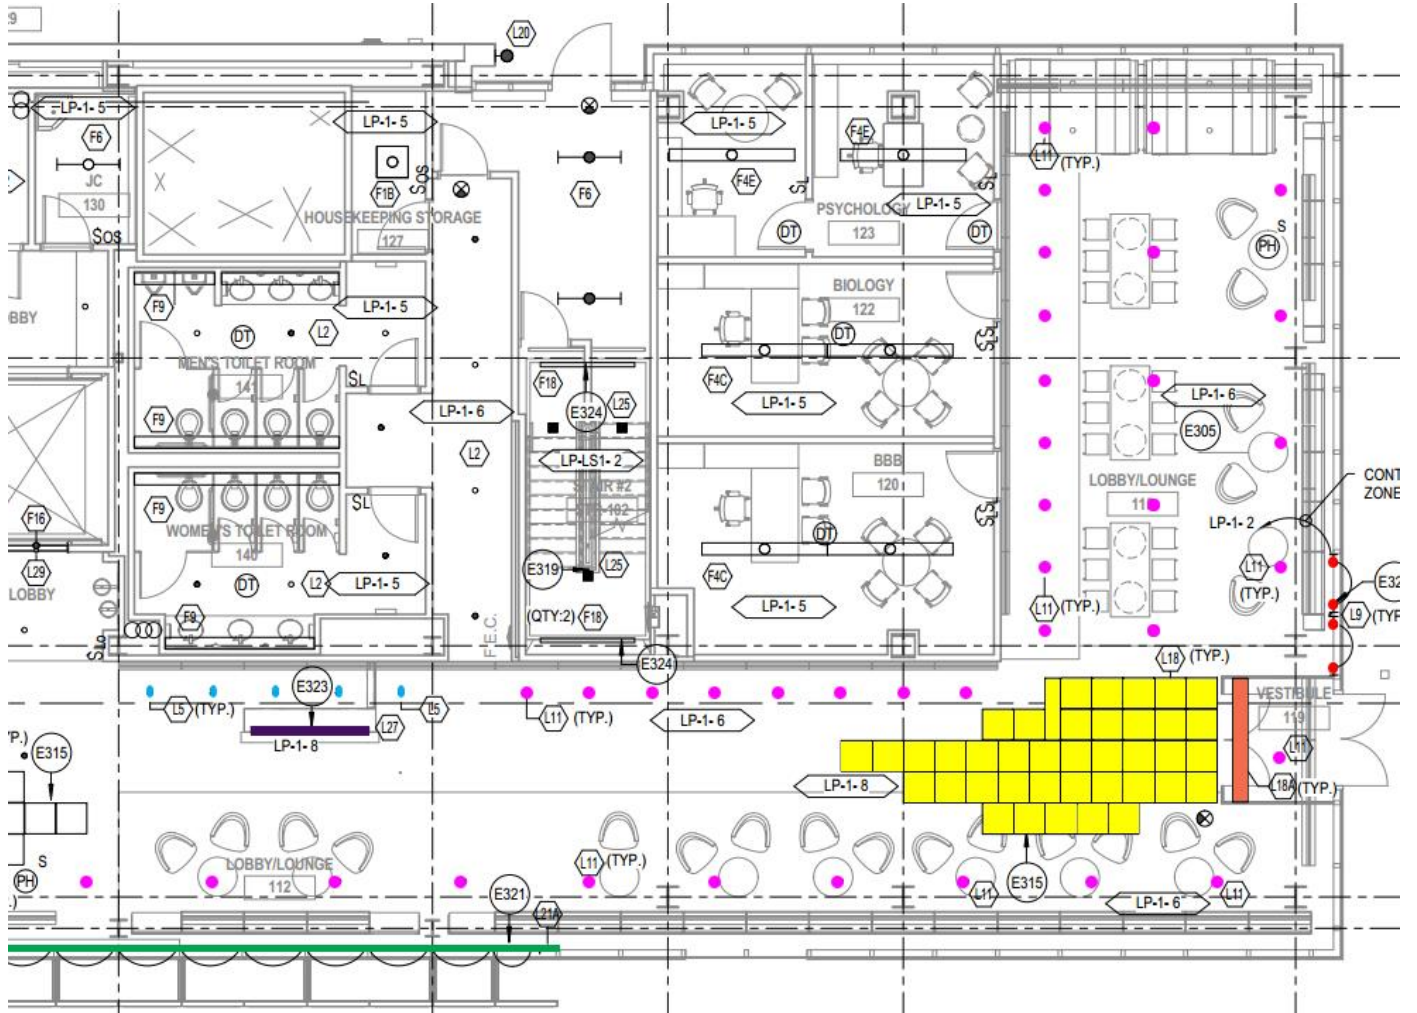 L20
LP-1- 5
F6
JC
130
SOS
LP-1- 5
F1B
SOS
HOUSEKEEPING STORAGE
127
F6
LP-1- 5
F4E
F4E
SL
SL
LP-1- 5
PSYCHOLOGY
123
DT
DT
L11 (TYP.)
S
PH
F9
LP-1- 5
DT
L2
MEN'S TOILET ROOM
141
SL
F9
BIOLOGY
122
DT
F4C
LP-1- 5
F18
L25
E324
LP-1- 6
LP-1- 6
E305
L2
LP-LS1- 2
STAIR #2
BBB
120
LOBBY/LOUNGE
CONT
ZONE
F9
SL
WOMEN'S TOILET ROOM
140
F16
L29
LOBBY
DT
L2
LP-1- 5
E319
L25
DT
F4C
LP-1- 5
LP-1- 2
L11
(TYP.)
L11 (TYP.)
L9 (TYP
F9
(QTY:2)
F18
F.E.C.
E324
L18 (TYP.)
E323
L5 (TYP.)
L5
L27
LP-1- 8
L11 (TYP.)
LP-1- 6
VESTIBULE
119
L11
E315
LP-1- 8
L18A (TYP.)
S
PH
LOBBY/LOUNGE
112
L11 (TYP.)
L11
E315
L11
LP-1- 6
E321
L21A